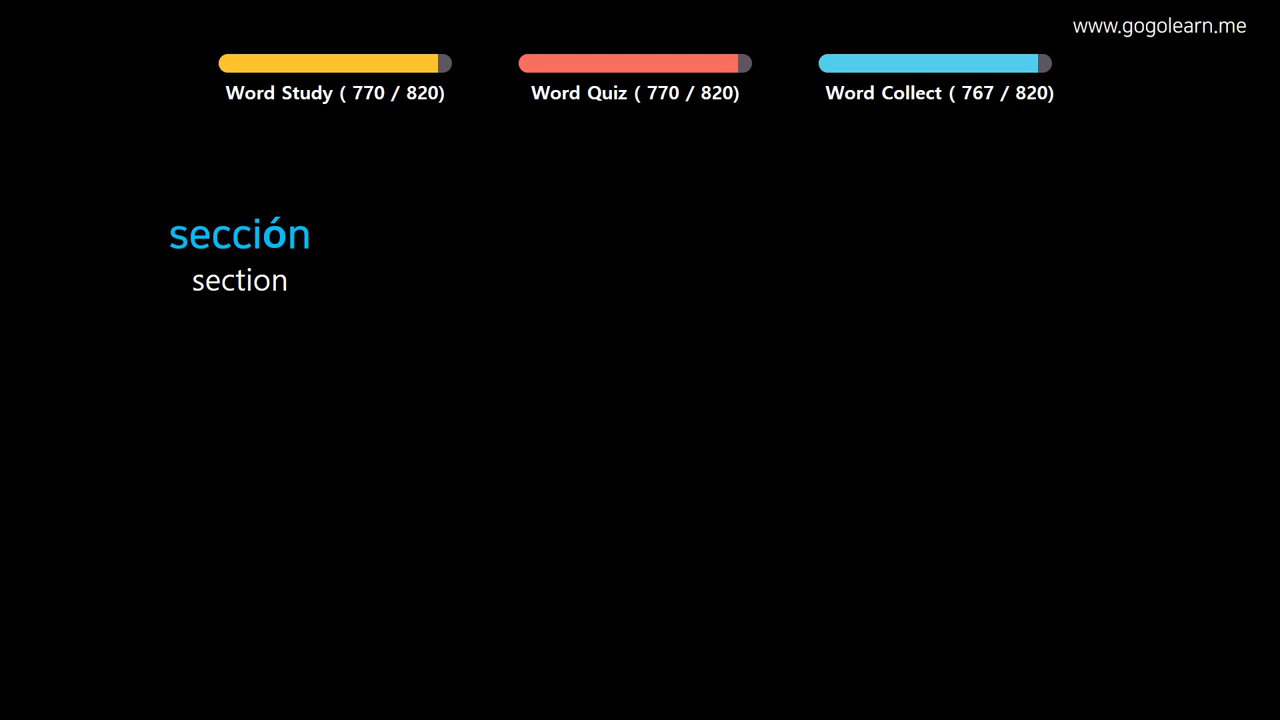 www.gogolearn.me
Word Study ( 770 / 820)
Word Quiz ( 770 / 820)
Word Collect ( 767 / 820)
sección
section